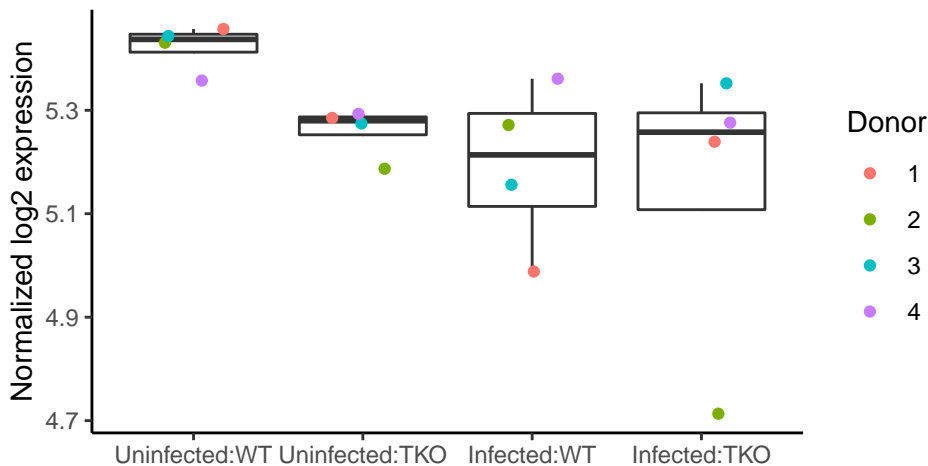 Normalized log2 expression
5.3
5.1
4.9
4.7
Uninfected:WT Uninfected:TKO Infected:WT Infected:TKO
Donor
1
2
3
4